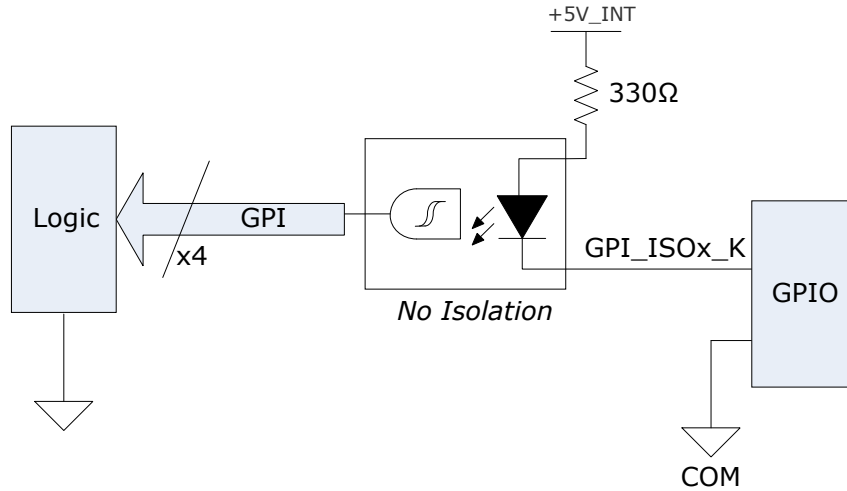 +5V_INT
330Ω
Logic
GPI
x4
GPI_ISOx_K
GPIO
No Isolation
COM